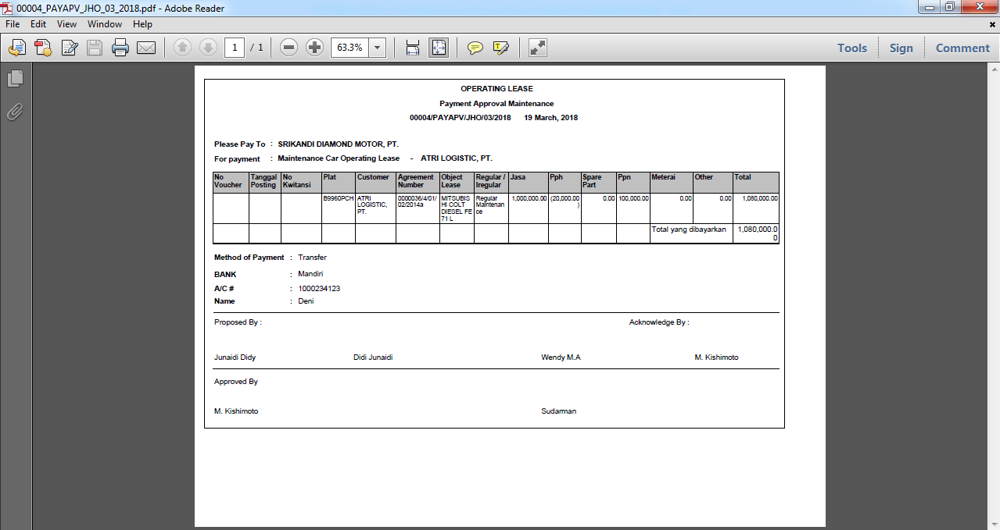 00004_PAYAPV_JHO_03_2018.pdf - Adobe Reader
File Edit View Window Help
1 / 1 63.3% Tools Sign Comment
OPERATING LEASE
Payment Approval Maintenance
00004/PAYAPV/JHO/03/2018 19 March, 2018
Please Pay To : SRIKANDI DIAMOND MOTOR, PT.
For payment : Maintenance Car Operating Lease - ATRI LOGISTIC, PT.
No Tanggal No Plat Customer Agreement Object Regular / Jasa Pph Spare Ppn Meterai Other Total
Voucher Posting Kwitansi Number Lease Iregular Part
B9960PCH ATRI 0000036/4/01/ MITSUBIS Regular 1,000,000.00 (20,000.00 0.00 100,000.00 0.00 0.00 1,080,000.00
LOGISTIC, 02/2014a HI COLT Maintenan )
PT. DIESEL FE ce
71 L
Total yang dibayarkan 1,080,000.0
0
Method of Payment : Transfer
BANK : Mandiri
A/C # : 1000234123
Name : Deni
Proposed By : Acknowledge By :
Junaidi Didy Didi Junaidi Wendy M.A M. Kishimoto
Approved By
M. Kishimoto Sudarman